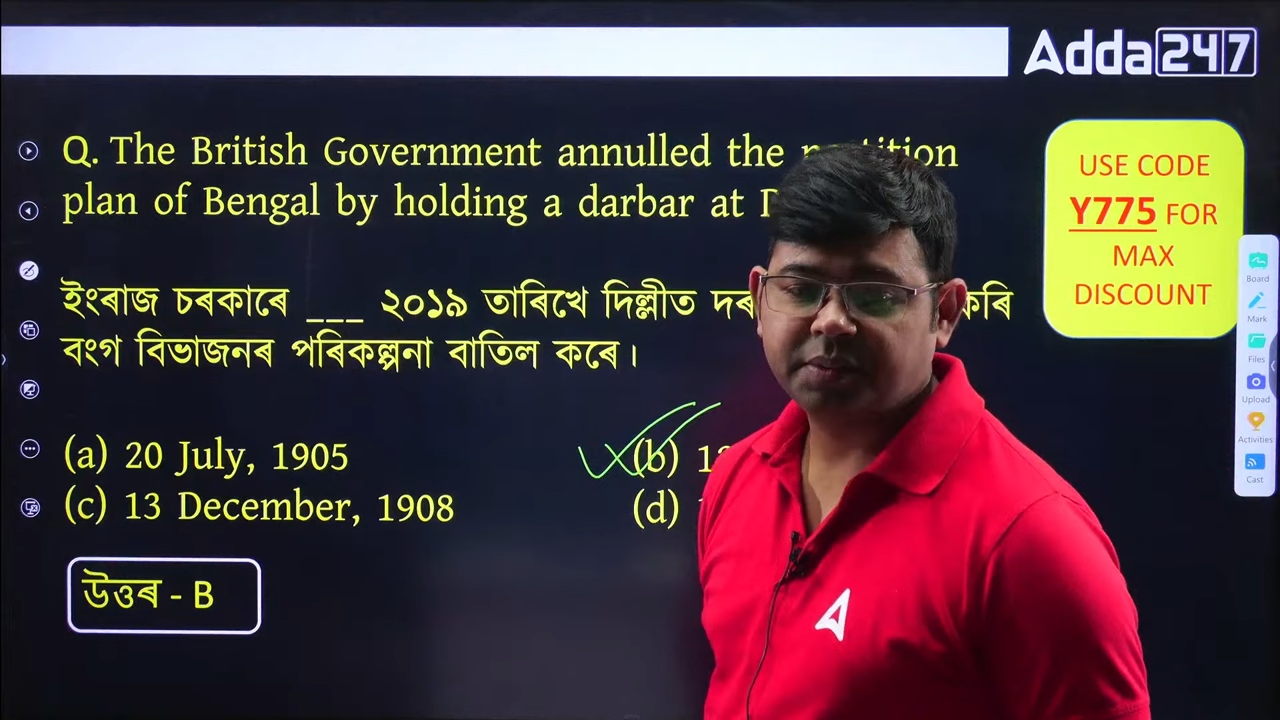 Adda247
Q. The British Government annulled the
plan of Bengal by holding a darbar at
USE CODE
Y775 FOR
MAX
DISCOUNT
ইংৰাজ চৰকাৰে ___ ২০১৯ তাৰিখে দিল্লীত কৰি
বংগ বিভাজনৰ পৰিকল্পনা বাতিল কৰে।
(a) 20 July, 1905
(b)
(c) 13 December, 1908
(d)
উত্তৰ - B
Board
Mark
Files
Upload
Activities
Cast